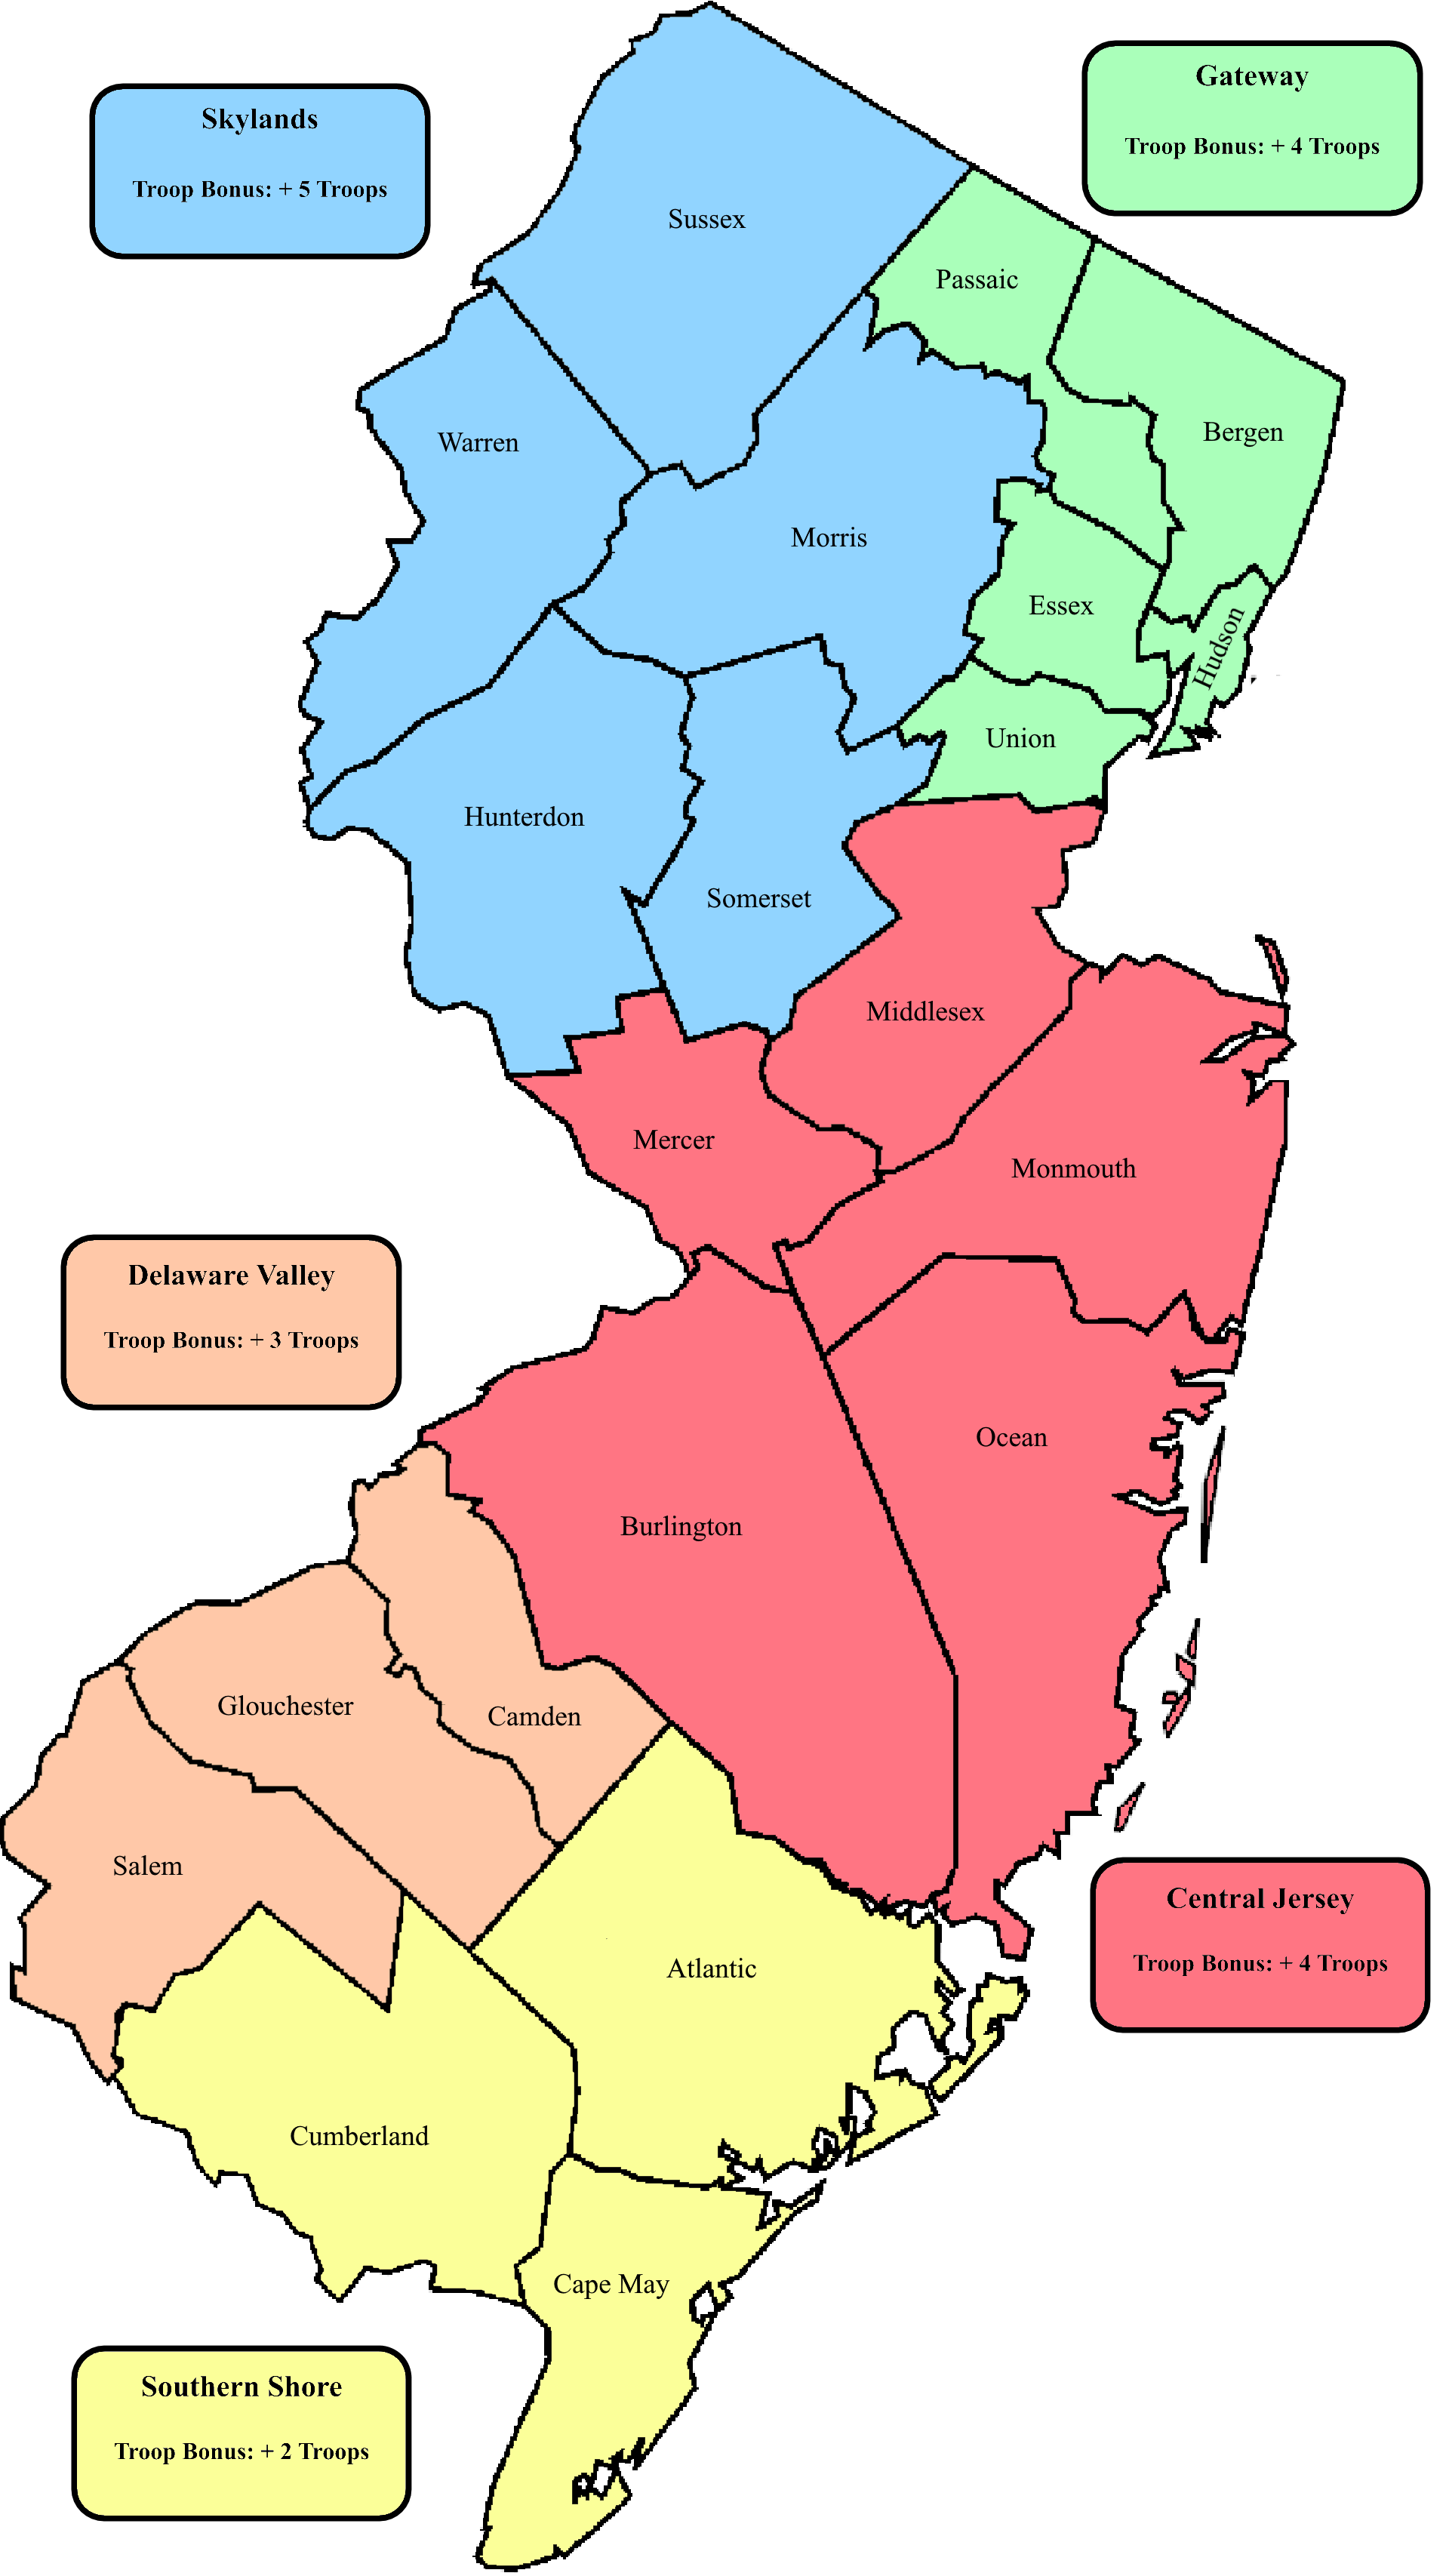 Gateway
Troop Bonus: + 4 Troops
Skylands
Troop Bonus: + 5 Troops
Sussex
Passaic
Bergen
Warren
Morris
Essex
Hudson
Union
Hunterdon
Somerset
Middlesex
Mercer
Monmouth
Delaware Valley
Troop Bonus: + 3 Troops
Ocean
Burlington
Glouchester
Camden
Salem
Central Jersey
Troop Bonus: + 4 Troops
Atlantic
Cumberland
Cape May
Southern Shore
Troop Bonus: + 2 Troops